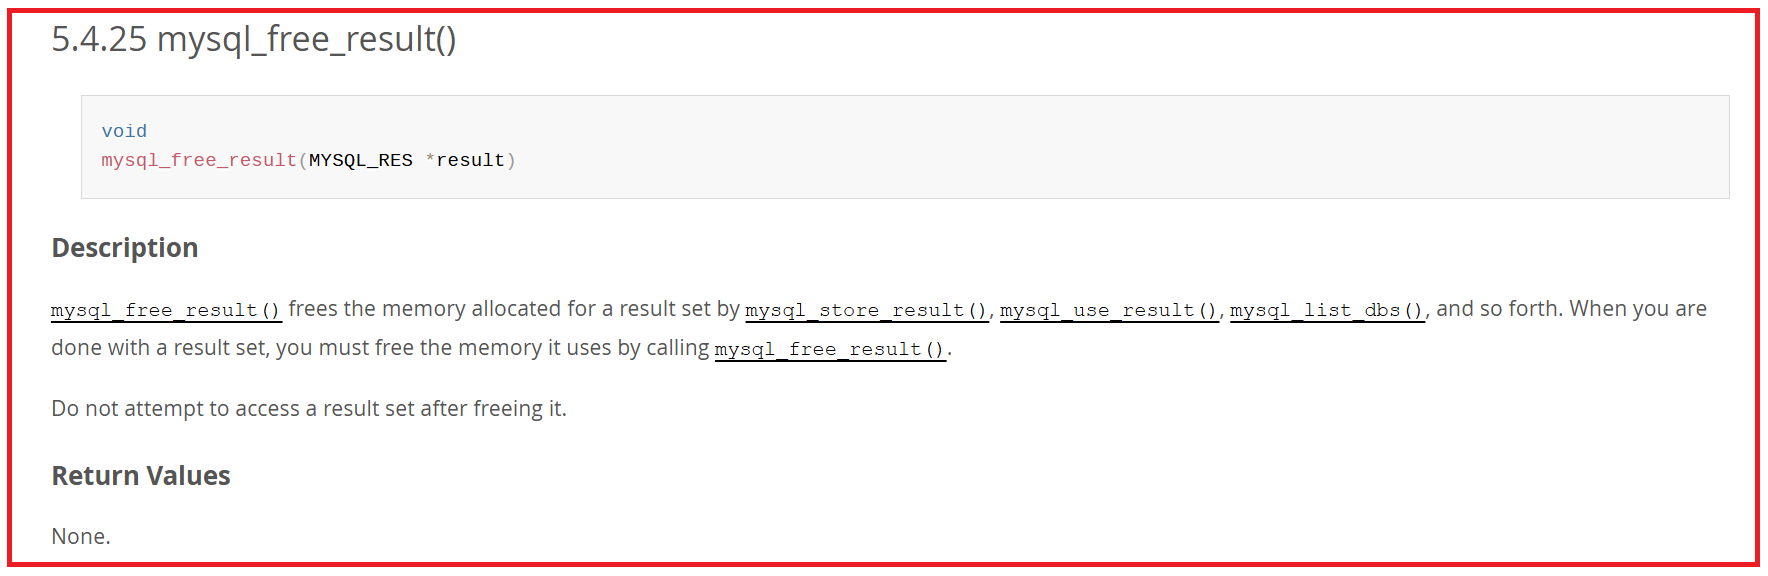 5.4.25 mysql_free_result()
void
mysql_free_result(MYSQL_RES *result)
Description
mysql_free_result() frees the memory allocated for a result set by mysql_store_result(), mysql_use_result(), mysql_list_dbs(), and so forth. When you are
done with a result set, you must free the memory it uses by calling mysql_free_result().
Do not attempt to access a result set after freeing it.
Return Values
None.